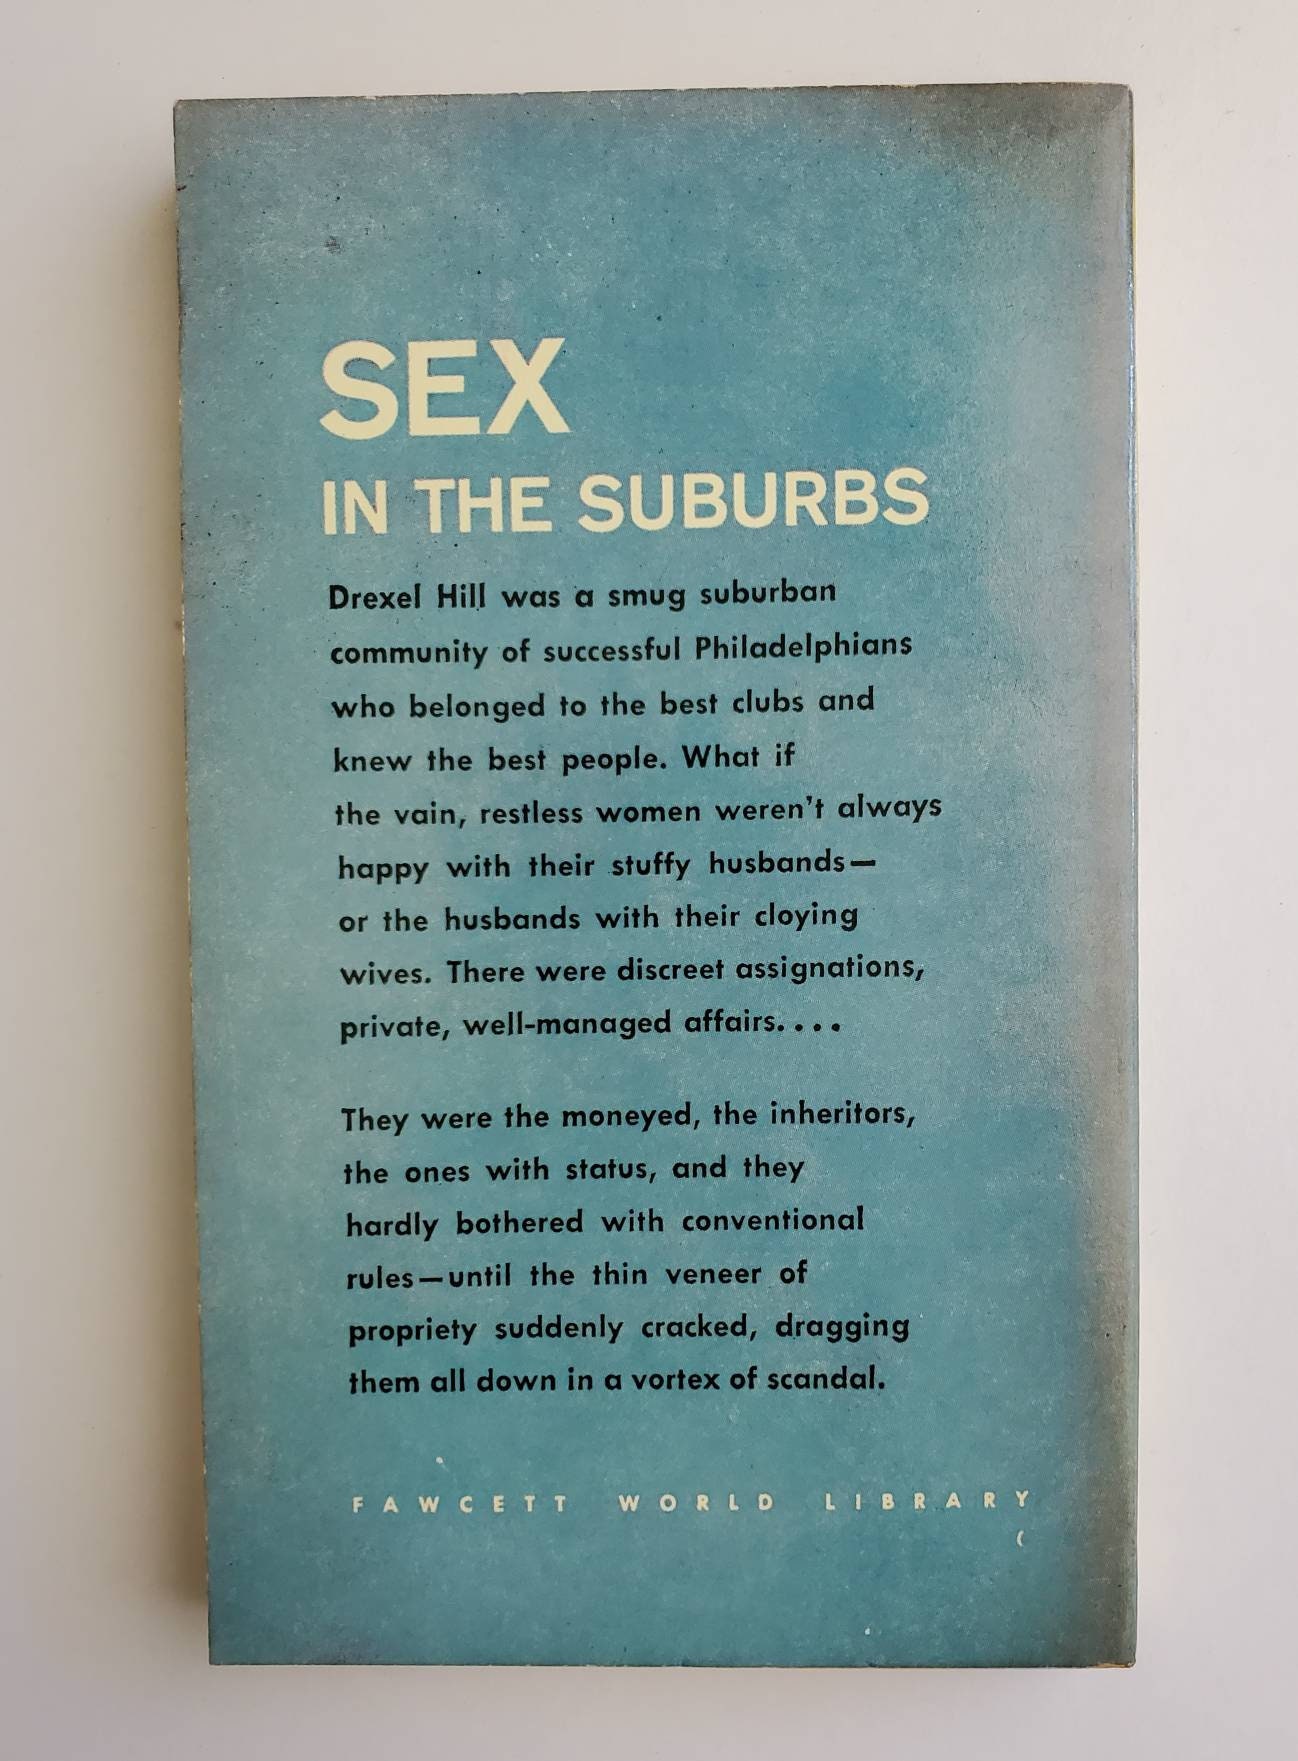 SEX
IN THE SUBURBS
Drexel Hill was a smug suburban
community of successful Philadelphians
who belonged to the best clubs and
knew the best people. What if
the vain, restless women weren't always
happy with their stuffy husbands—
or the husbands with their cloying
wives. There were discreet assignations,
private, well-managed affairs. . . .
They were the moneyed, the inheritors,
the ones with status, and they
hardly bothered with conventional
rules—until the thin veneer of
propriety suddenly cracked, dragging
them all down in a vortex of scandal.
FAWCETT WORLD LIBRARY
(